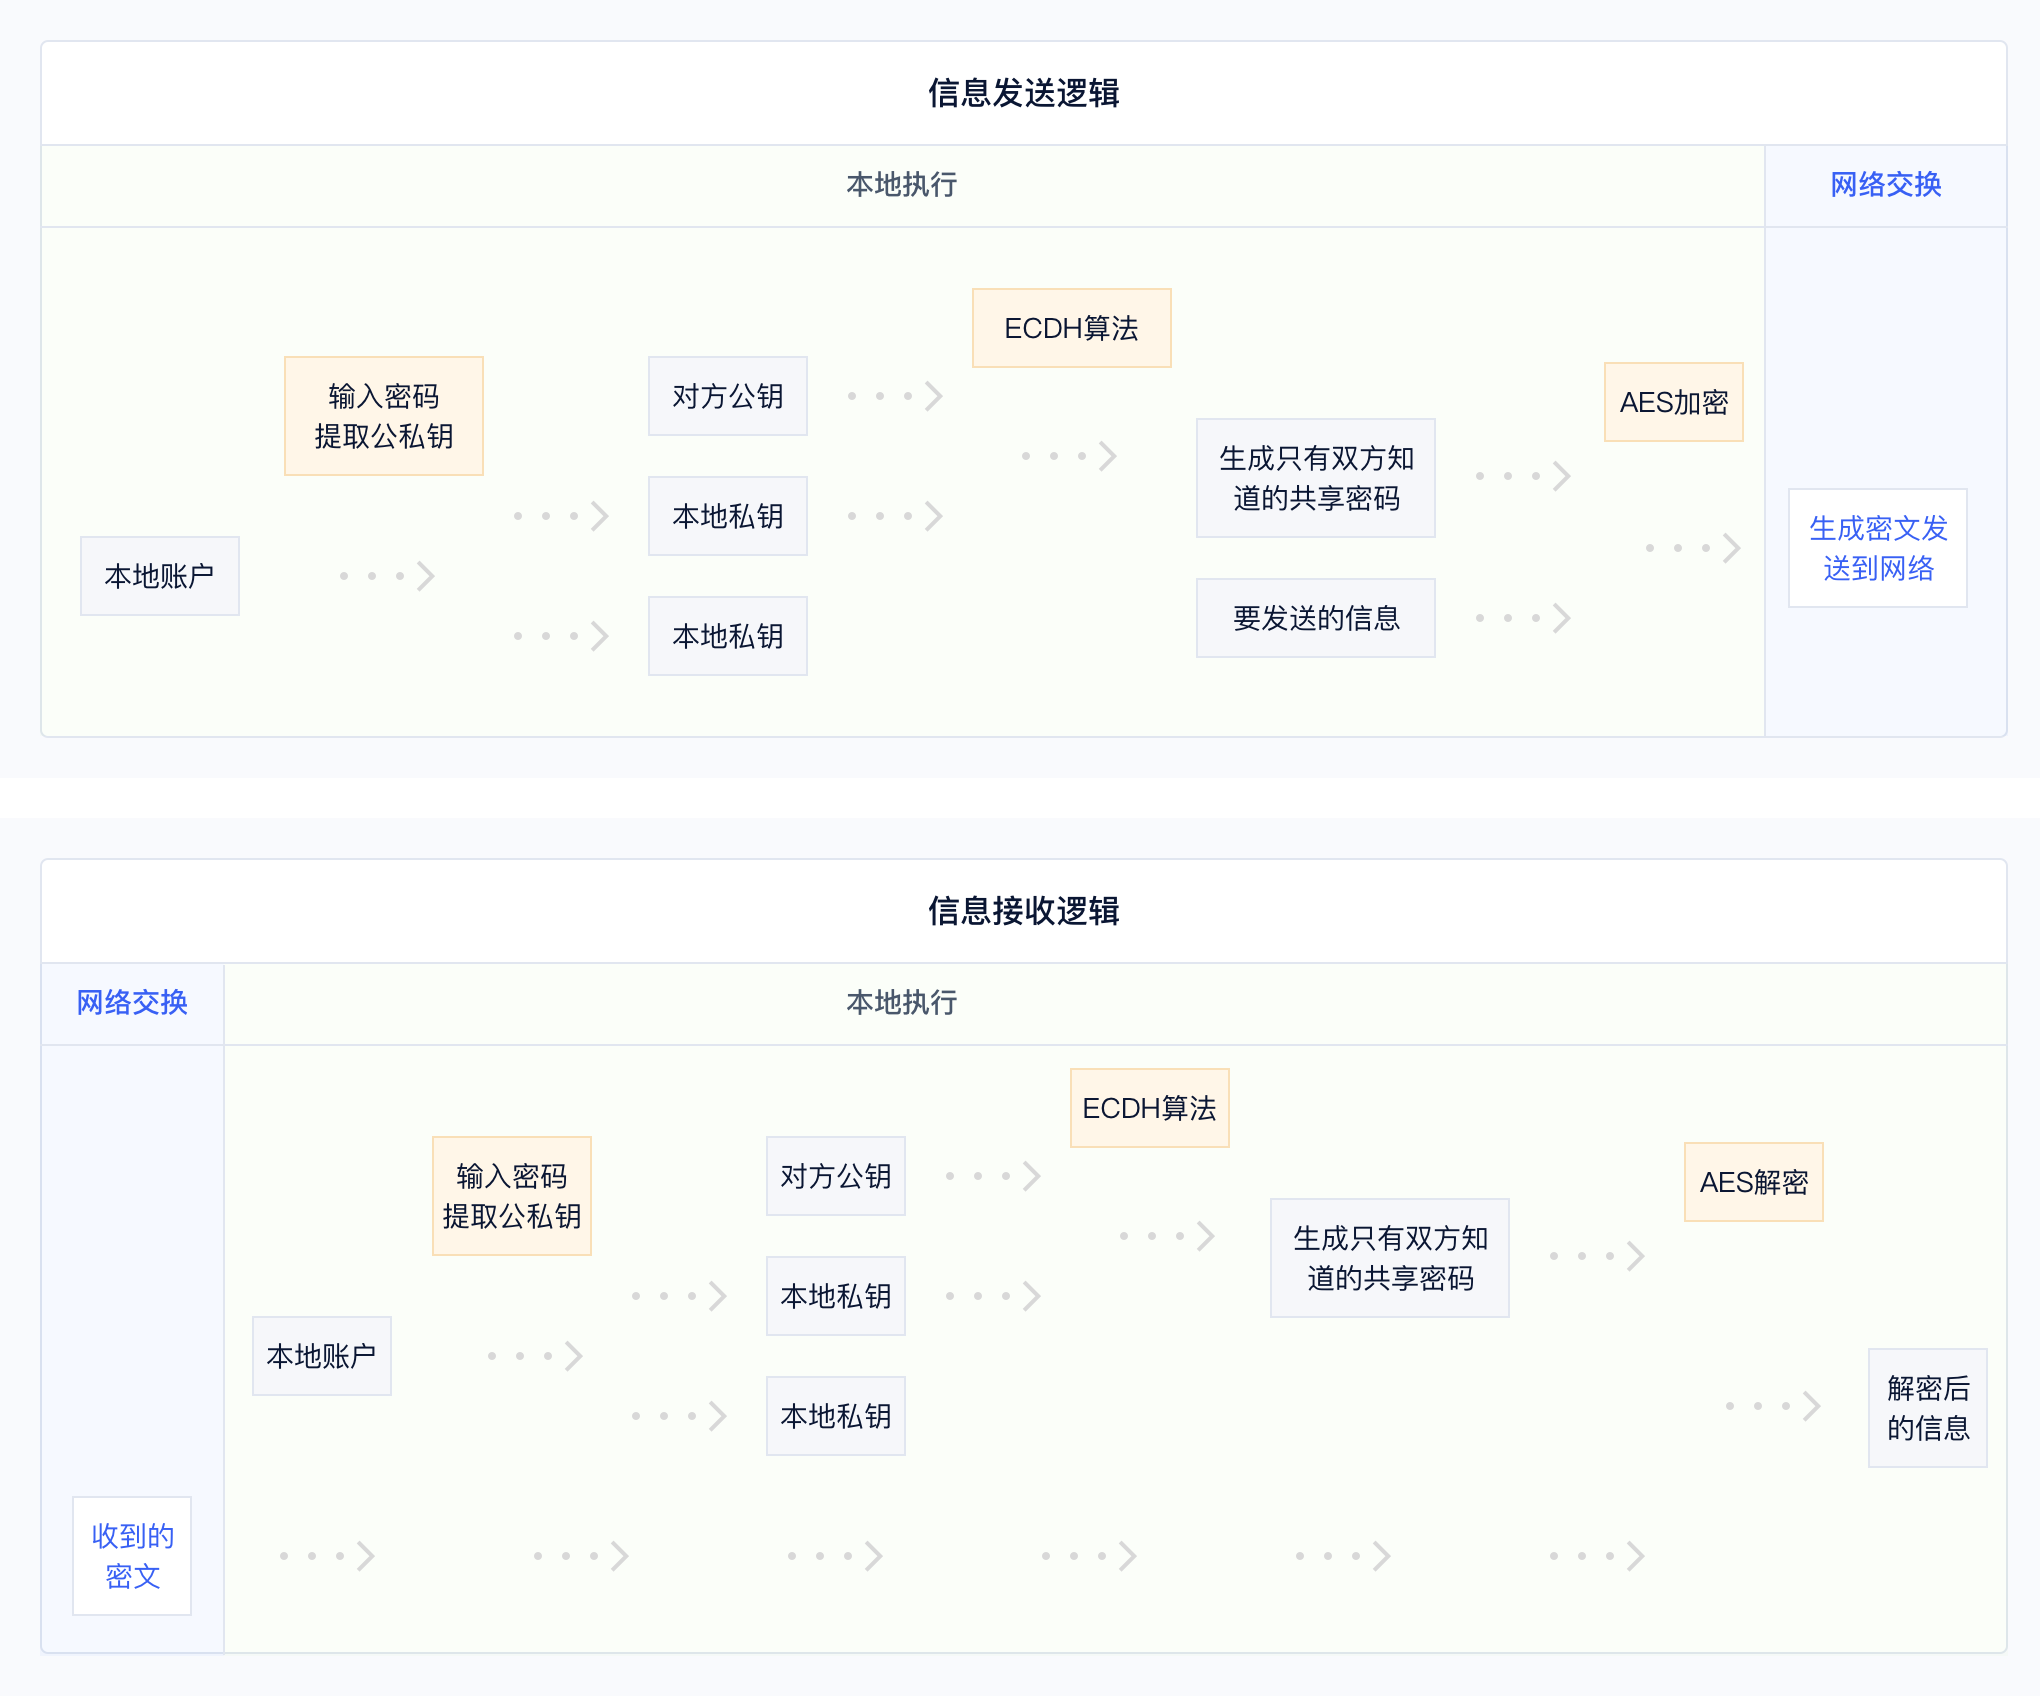 信息发送逻辑
本地执行
网络交换
ECDH算法
输入密码
提取公私钥
对方公钥
AES加密
生成只有双方知
道的共享密码
本地私钥
生成密文发
送到网络
本地账户
要发送的信息
本地私钥
信息接收逻辑
网络交换
本地执行
ECDH算法
输入密码
提取公私钥
对方公钥
AES解密
生成只有双方知
道的共享密码
本地私钥
本地账户
解密后
的信息
本地私钥
收到的
密文